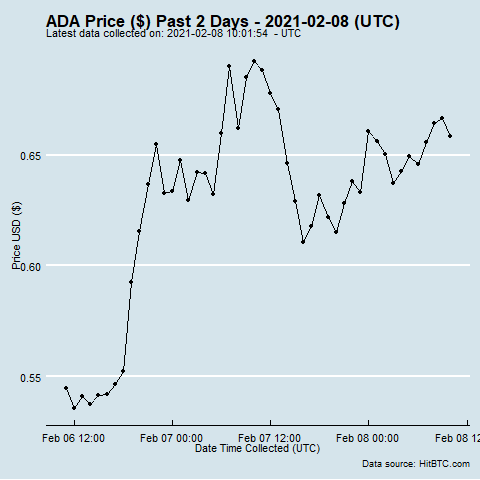 ADA Price ($) Past 2 Days - 2021-02-08 (UTC)
Latest data collected on: 2021-02-08 10:01:54 - UTC
0.65
0.60
0.55
Price USD ($)
Feb 06 12:00
Feb 07 00:00
Feb 07 12:00
Feb 08 00:00
Feb 08 12
Date Time Collected (UTC)
Data source: HitBTC.com